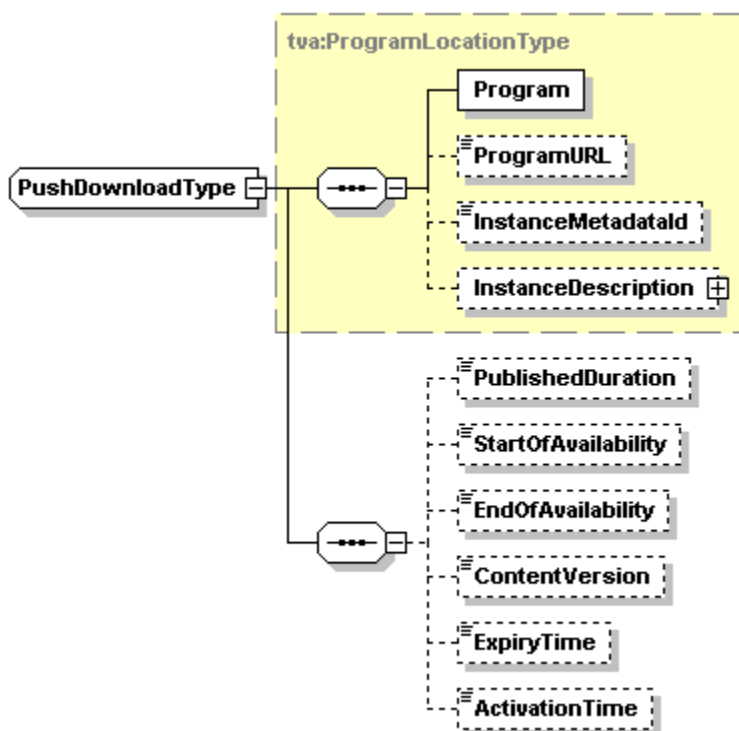 tva:ProgramLocationType
Program
ProgramURL
PushDownloadType
InstanceMetadataId
InstanceDescription
PublishedDuration
StartOfAvailability
EndOfAvailability
ContentVersion
ExpiryTime
ActivationTime